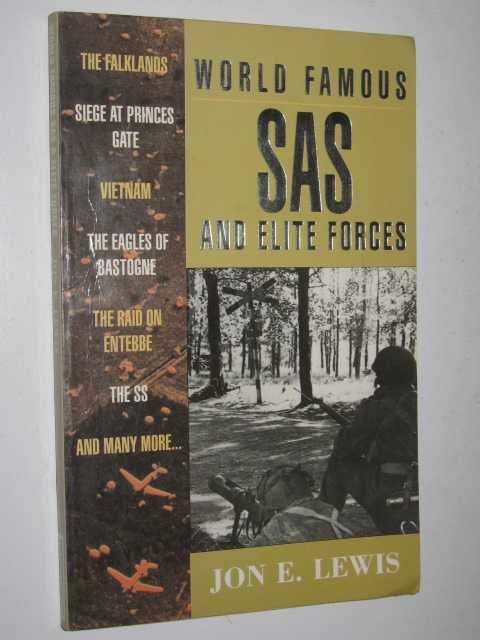 THE FALKLANDS
SIEGE AT PRINCES
GATE
VIETNAM
THE EAGLES OF
BASTOGNE
THE RAID ON
ENTEBBE
THE SS
AND MANY MORE...
WORLD FAMOUS
SAS
AND ELITE FORCES
JON E. LEWIS